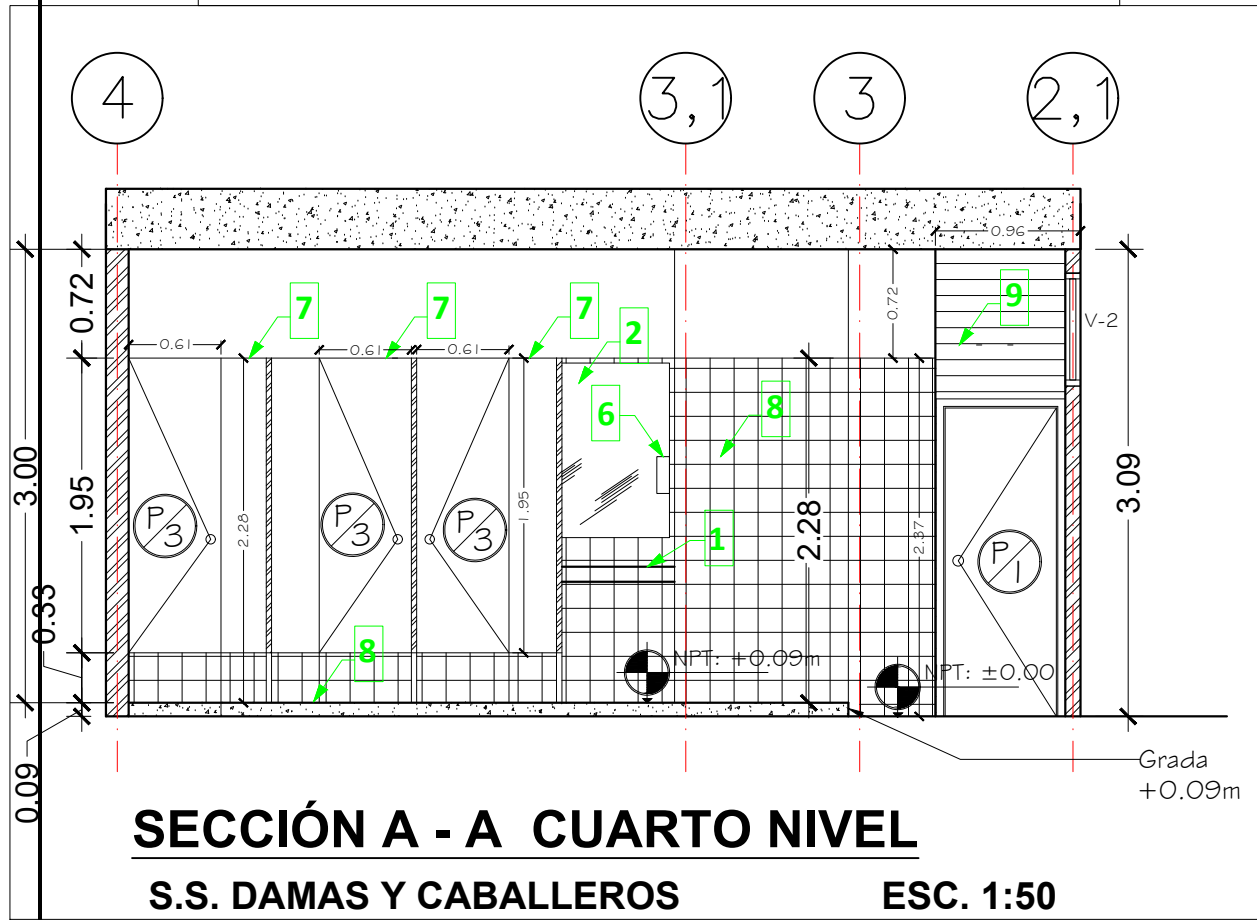 4
3,1
3
2,1
0.96
0.72
0.72
7
7
7
2
9
V-2
0.61
0.61
0.61
6
8
3.00
1.95
3.09
P
3
P
3
P
3
2.28
1.95
1
2.28
2.37
P
1
0.33
8
NPT: +0.09m
NPT: ±0.00
0.09
Grada
+0.09m
SECCIÓN A - A CUARTO NIVEL
S.S. DAMAS Y CABALLEROS ESC. 1:50